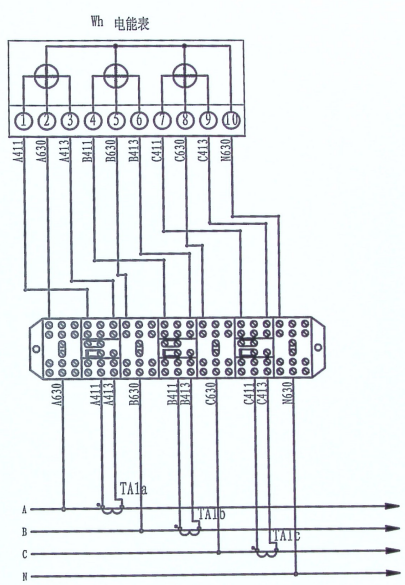 Wh 电能表
1 2 3 4 5 6 7 8 9 10
A411 A630 A413 B411 B630 B413 C411 C630 C413 N630
A630 A411 A413 B630 B411 B413 C630 C411 C413 N630
TA1a
A
TA1b
B
TA1c
C
N